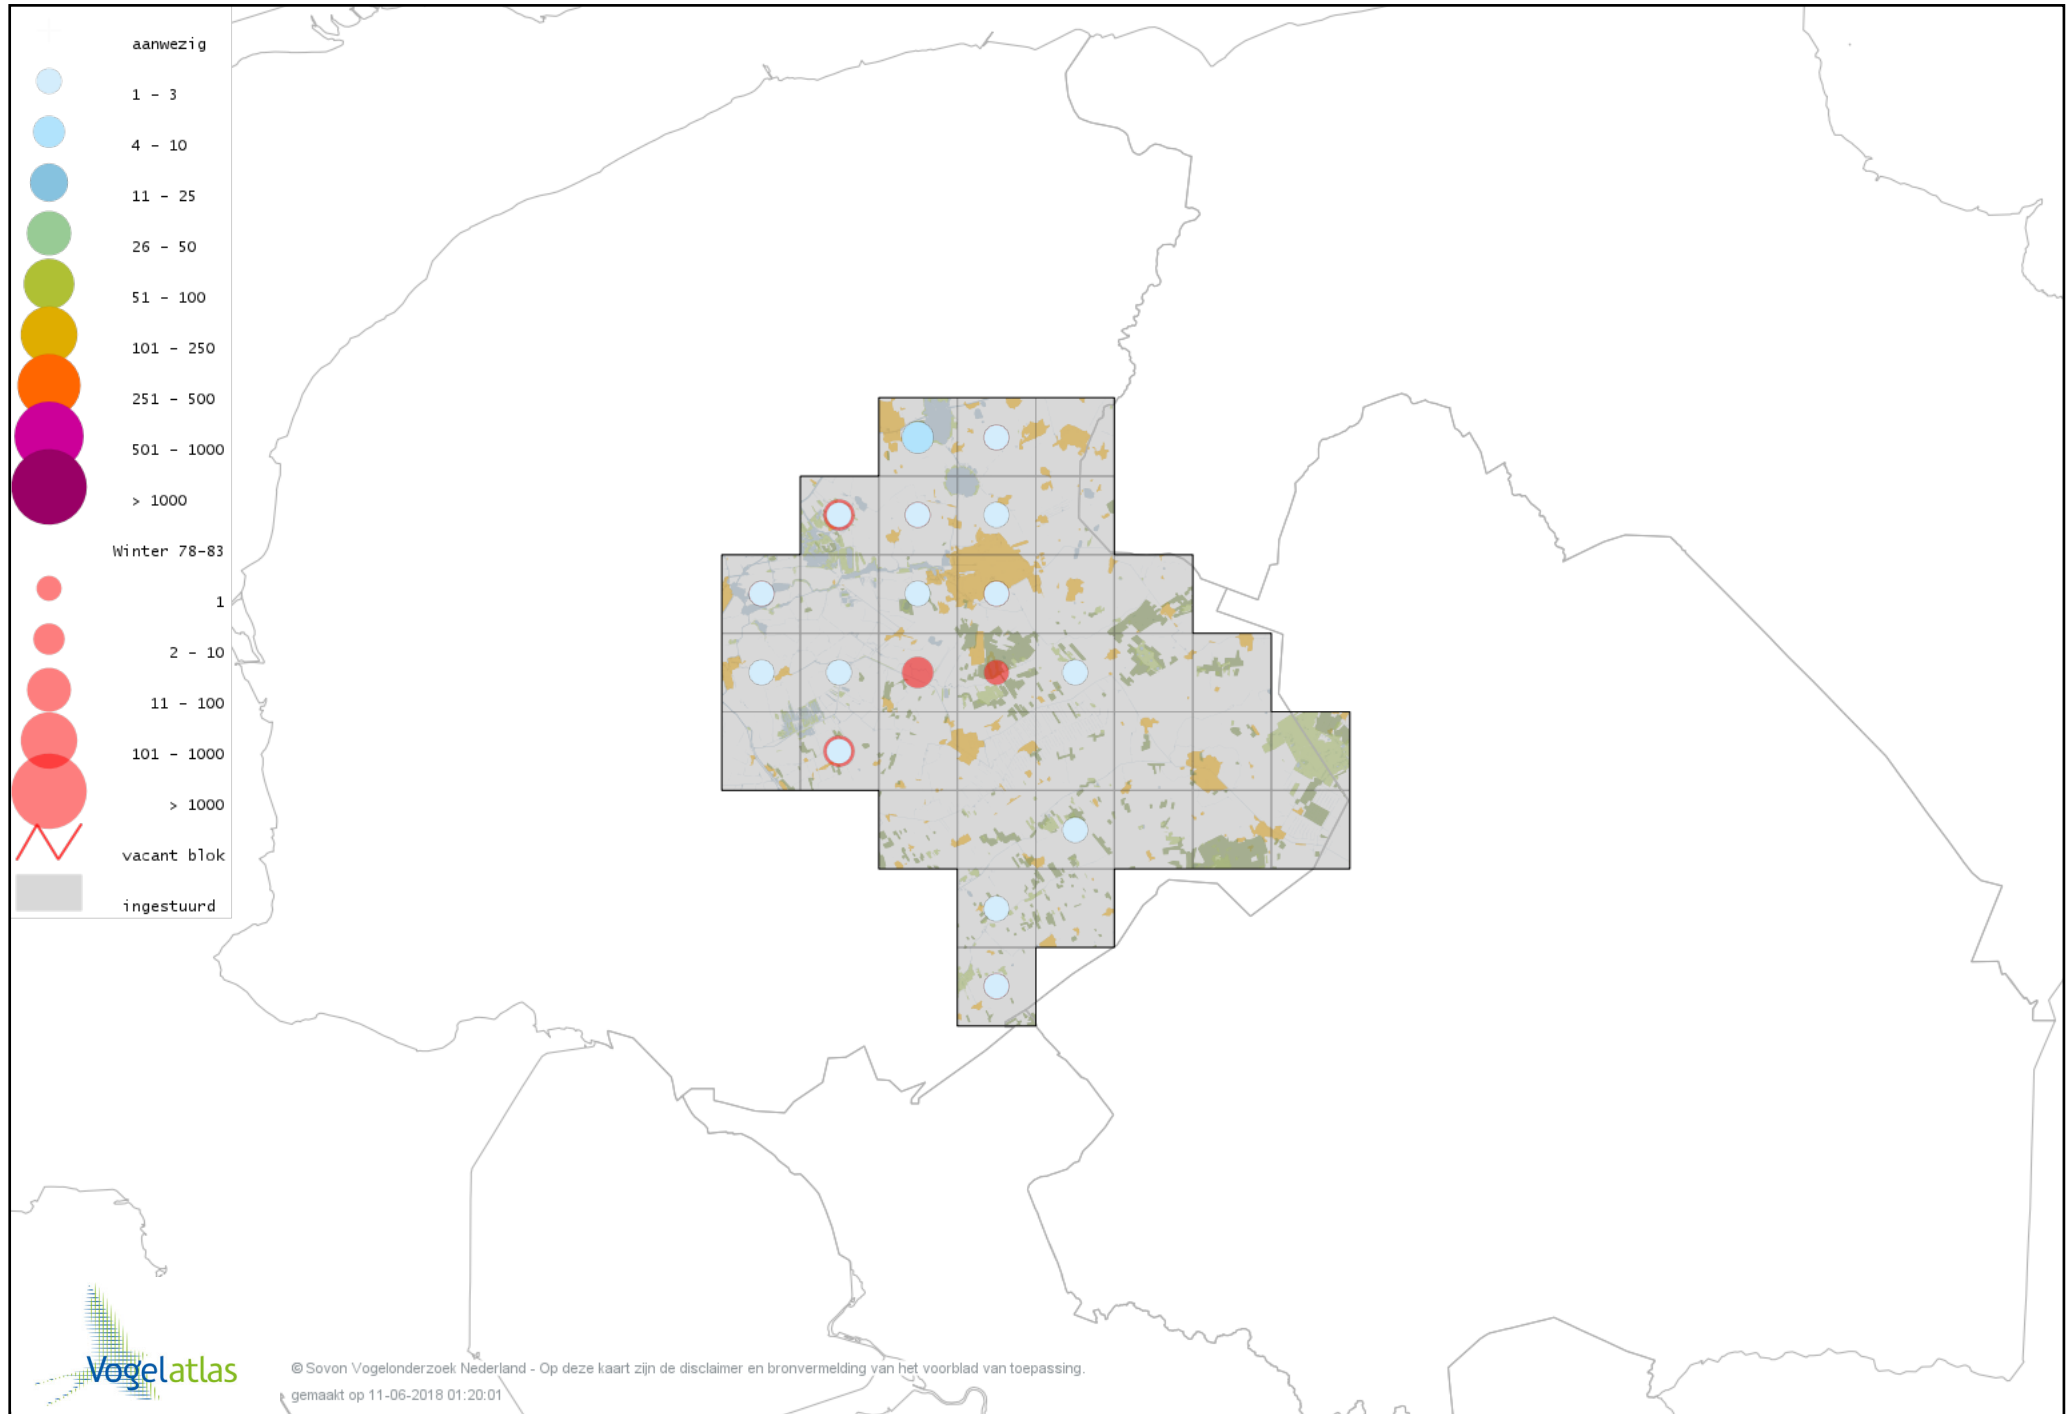 aanwezig
1 - 3
4 - 10
11 - 25
26 - 50
51 - 100
101 - 250
251 - 500
501 - 1000
> 1000
Winter 78-83
1
2 - 10
11 - 100
101 - 1000
> 1000
vacant blok
ingestuurd
Vogelatlas
© Sovon Vogelonderzoek Nederland - Op deze kaart zijn de disclaimer en bronvermelding van het voorblad van toepassing.
gemaakt op 11-06-2018 01:20:01